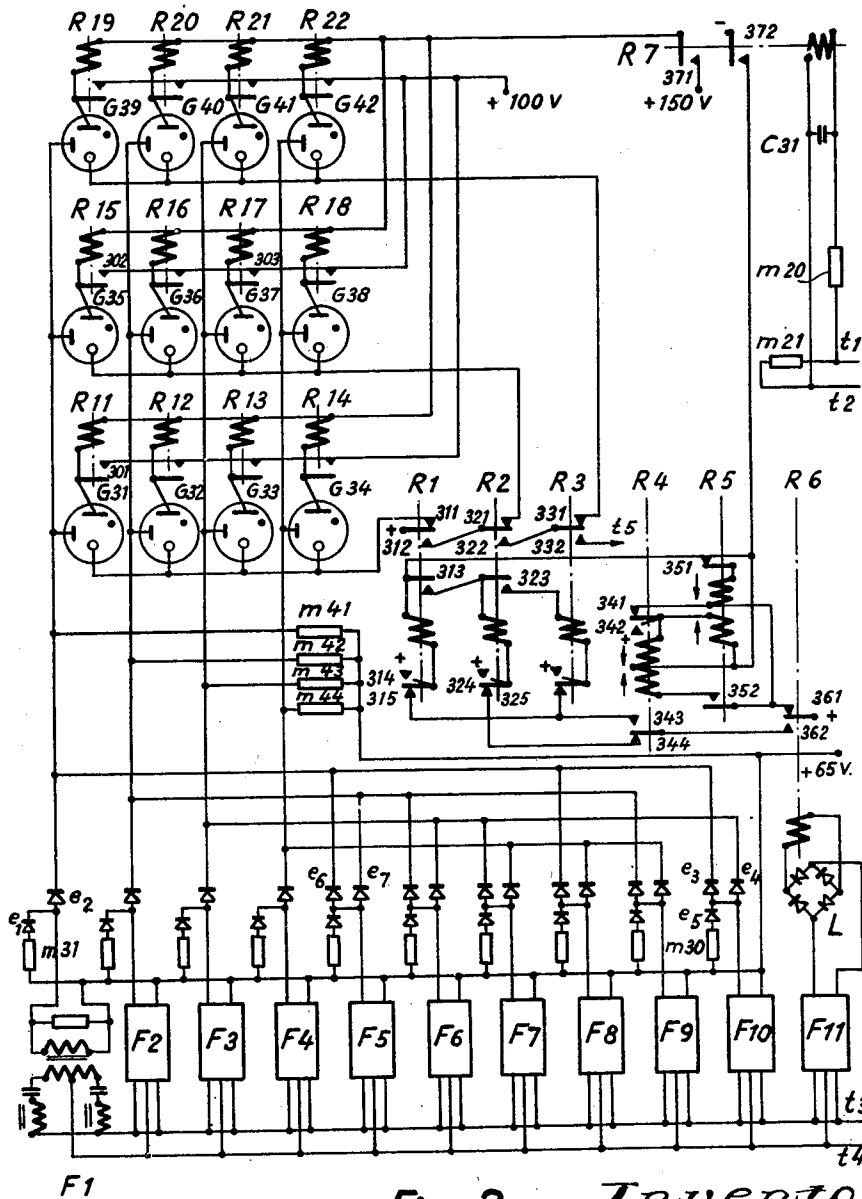 R19 R20 R21 R22
R7 371 372
+150 V
+100 V
G39 G40 G41 G42
C31
R15 R16 R17 R18
302 303
G35 G36 G37 G38
m20
m21 t1
t2
R11 R12 R13 R14
301
G31 G32 G33 G34
R1 R2 R3 R4 R5 R6
+ 311 321 331 t5
312 322 332
313 323 351
341
342
+
m41
m42
m43
m44
314 + + +
315 324 325 352 361
+
343 362
344
+65 V.
e6 e7 e3 e4
e1 e2 e5
m31 m30 L
F2 F3 F4 F5 F6 F7 F8 F9 F10 F11
t3
t4
F1